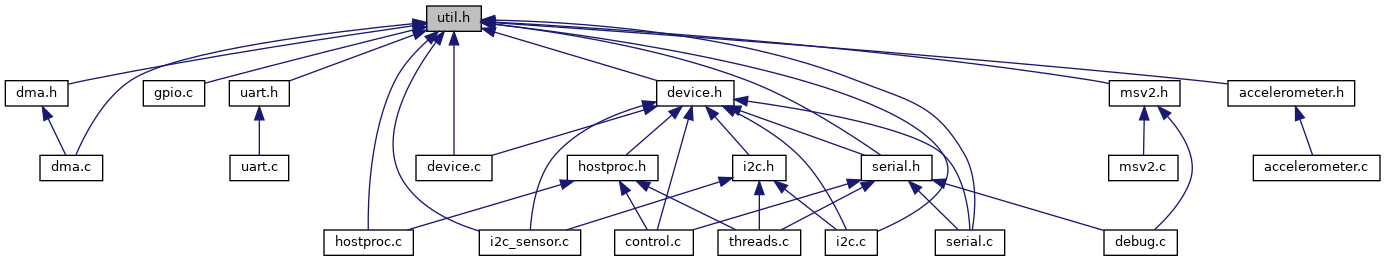 util.h
dma.h
gpio.c
uart.h
device.h
msv2.h
accelerometer.h
dma.c
uart.c
device.c
hostproc.h
i2c.h
serial.h
msv2.c
accelerometer.c
hostproc.c
i2c_sensor.c
control.c
threads.c
i2c.c
serial.c
debug.c